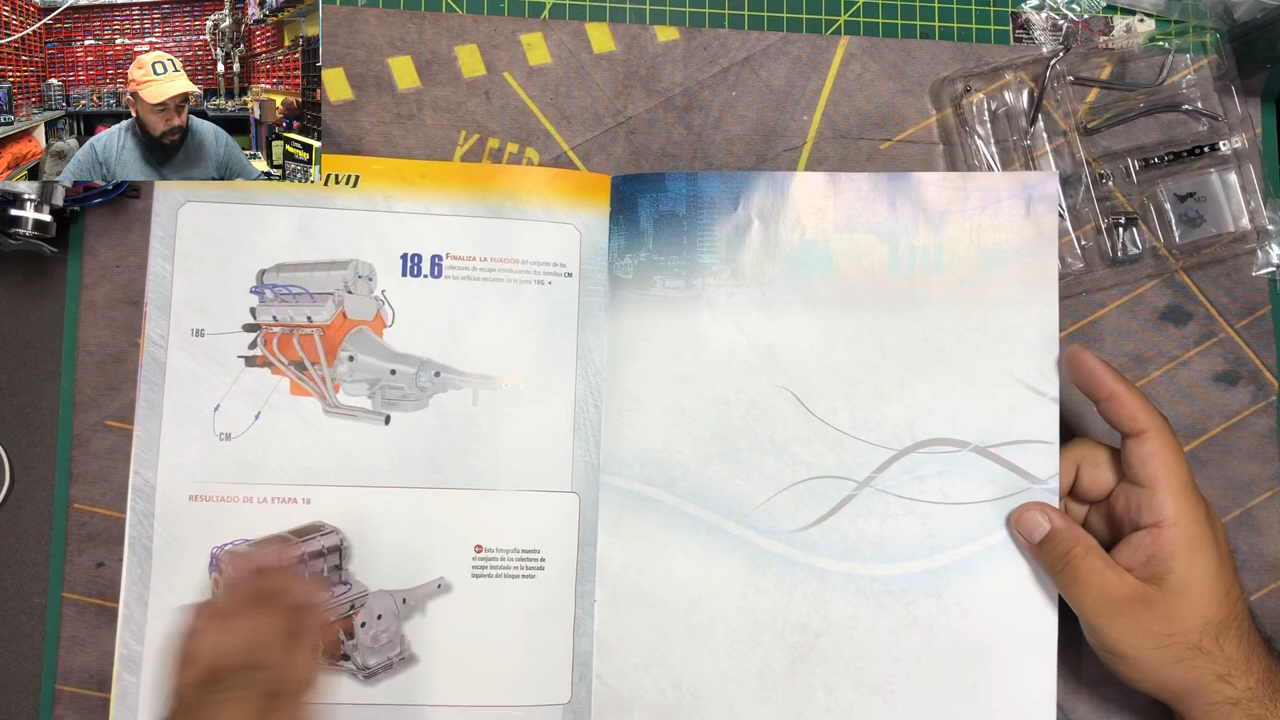 01
KEEP
[VI]
18.6 FINALIZA LA FIJACIÓN del conjunto de los
colectores de escape introduciendo dos tornillos CM
en los orificios restantes de la junta 18G.
18G
CM
RESULTADO DE LA ETAPA 18
Esta fotografía muestra
el conjunto de los colectores de
escape instalado en la bancada
izquierda del bloque motor.
CM